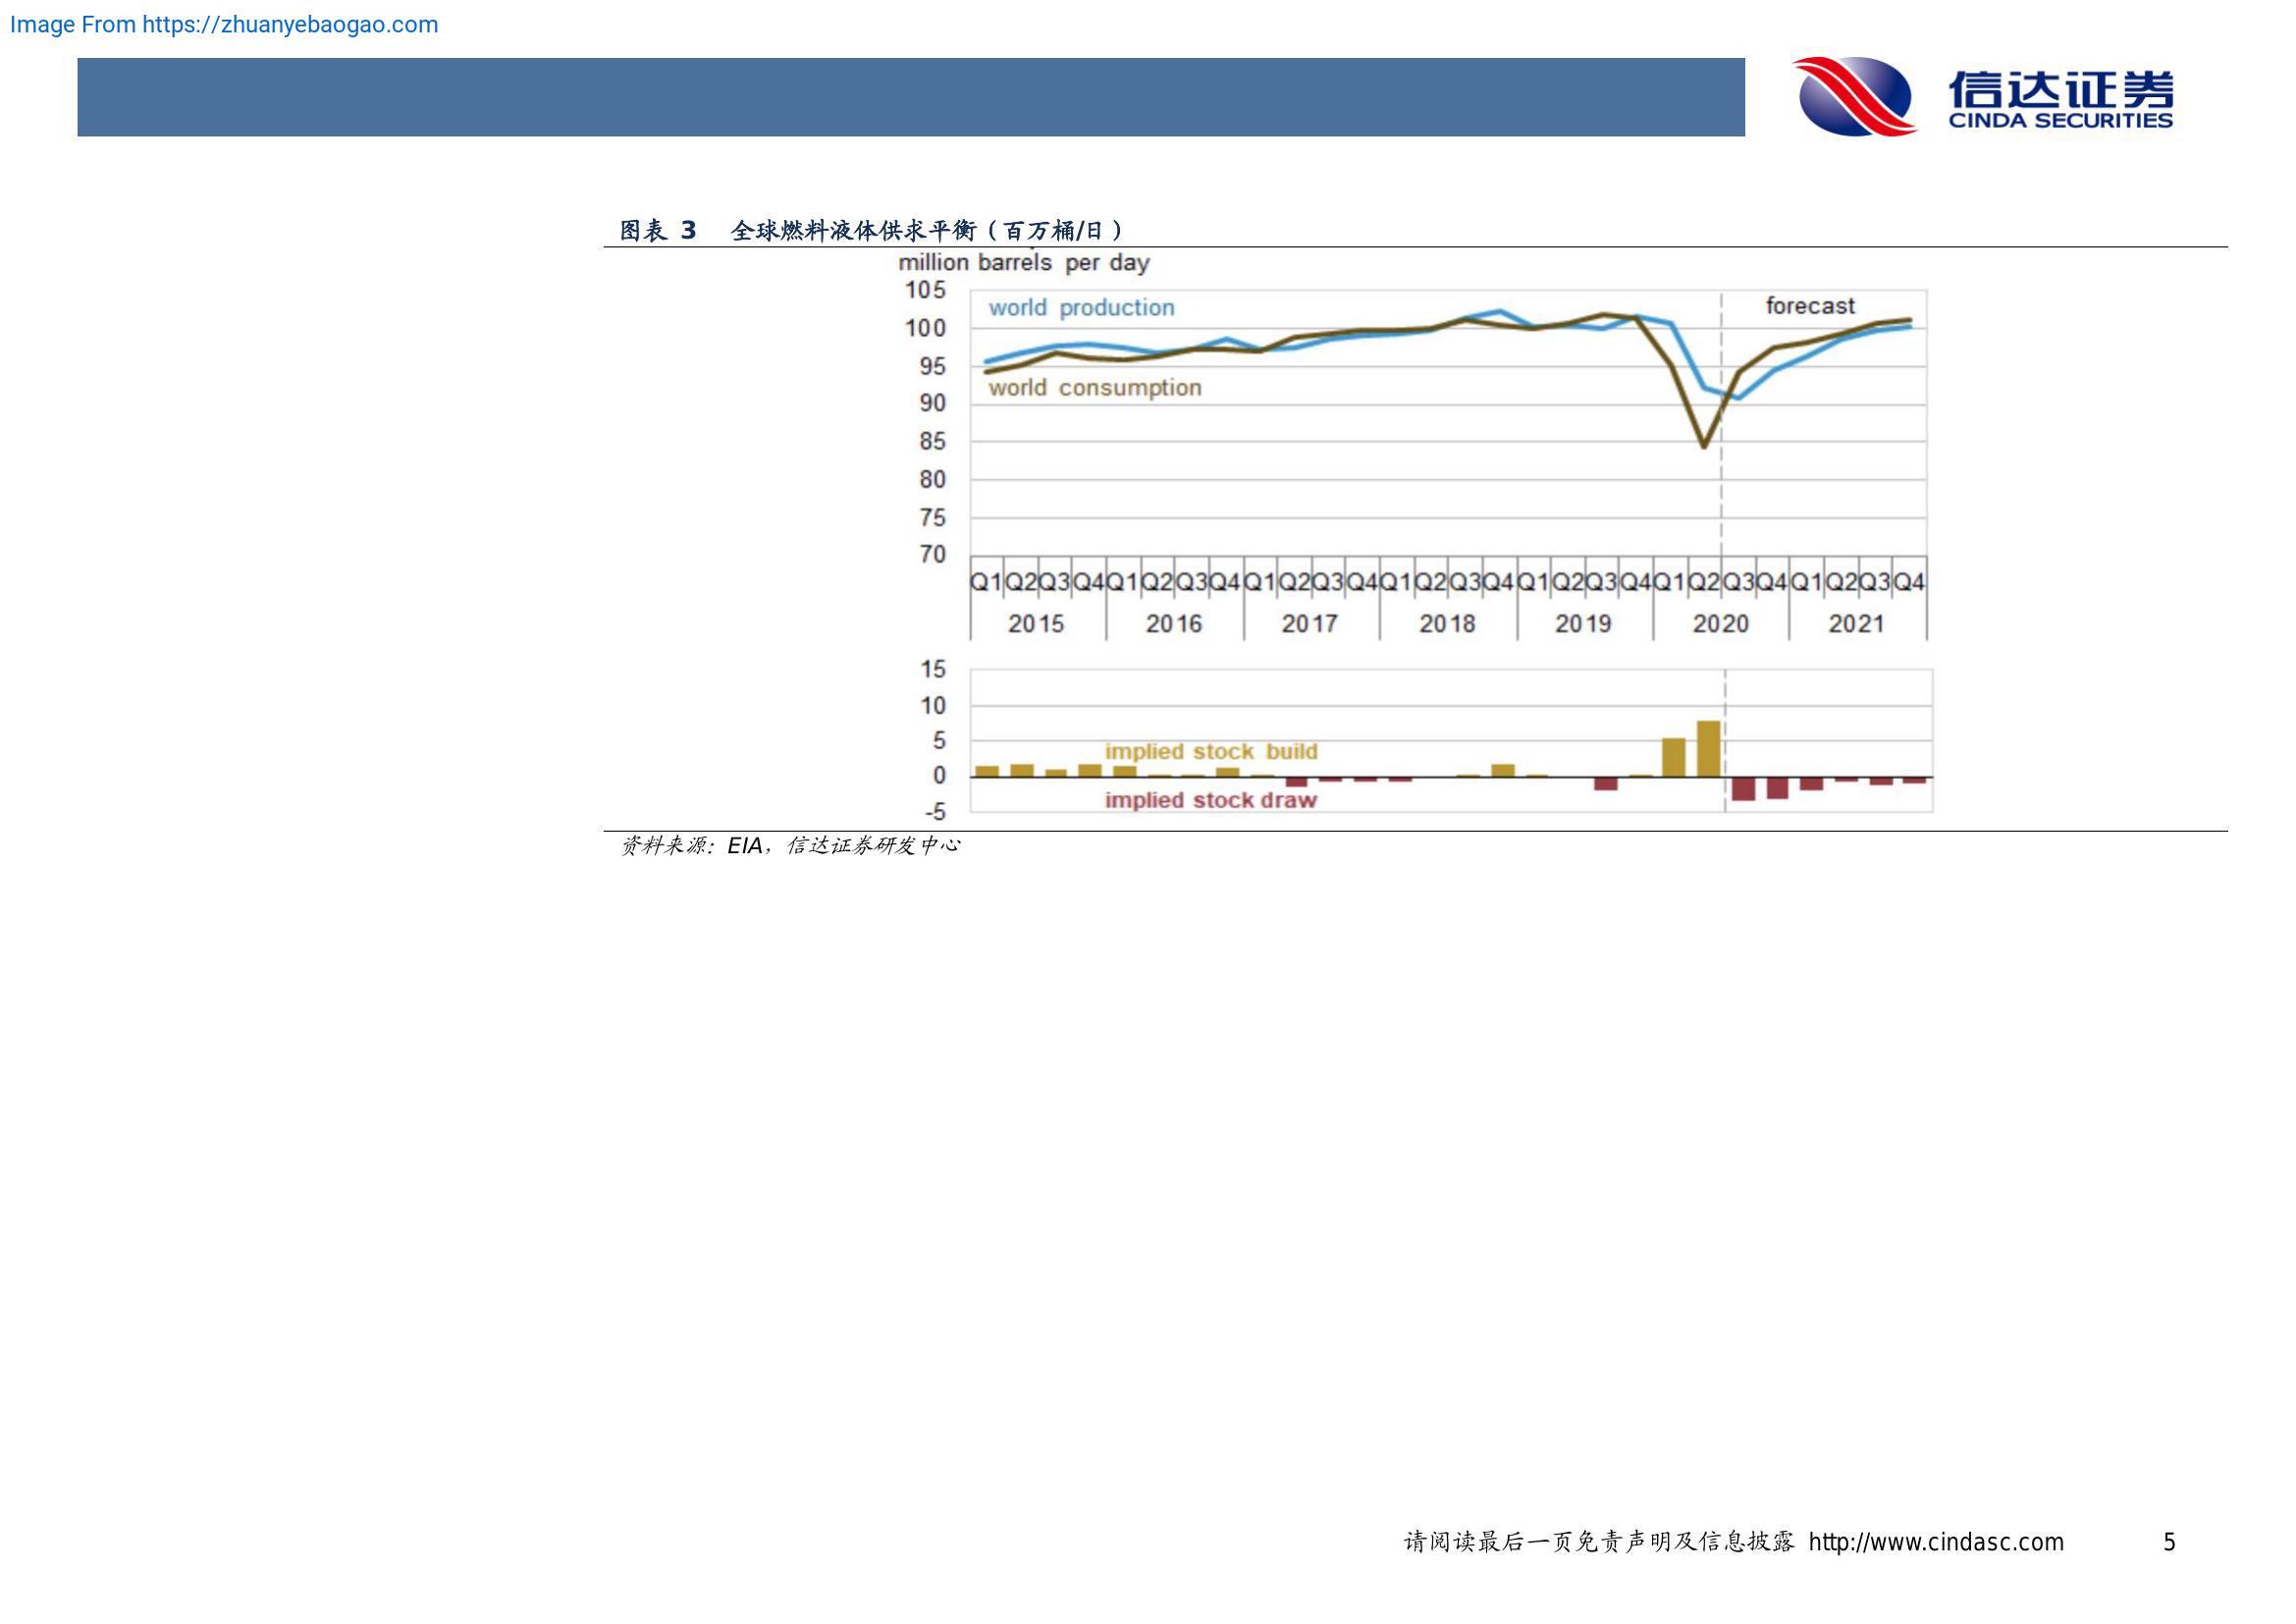 Image From https://zhuanyebaogao.com
信达证券
CINDA SECURITIES
图表 3 全球燃料液体供求平衡（百万桶/日）
million barrels per day
105
world production
forecast
100
95
world consumption
90
85
80
75
70
Q1 Q2 Q3 Q4 Q1 Q2 Q3 Q4 Q1 Q2 Q3 Q4 Q1 Q2 Q3 Q4 Q1 Q2 Q3 Q4 Q1 Q2 Q3 Q4 Q1 Q2 Q3 Q4
2015 2016 2017 2018 2019 2020 2021
15
10
5
implied stock build
0
implied stock draw
-5
资料来源：EIA，信达证券研发中心
请阅读最后一页免责声明及信息披露 http://www.cindasc.com 5